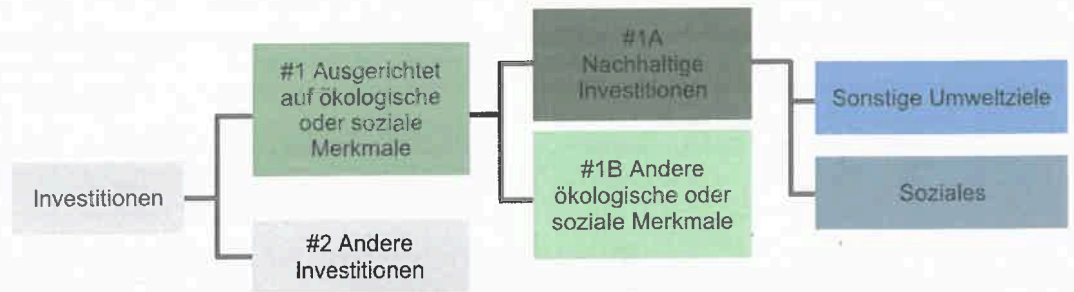 Investitionen
#1 Ausgerichtet
auf ökologische
oder soziale
Merkmale
#2 Andere
Investitionen
#1A
Nachhaltige
Investitionen
#1B Andere
ökologische oder
soziale Merkmale
Sonstige Umweltziele
Soziales